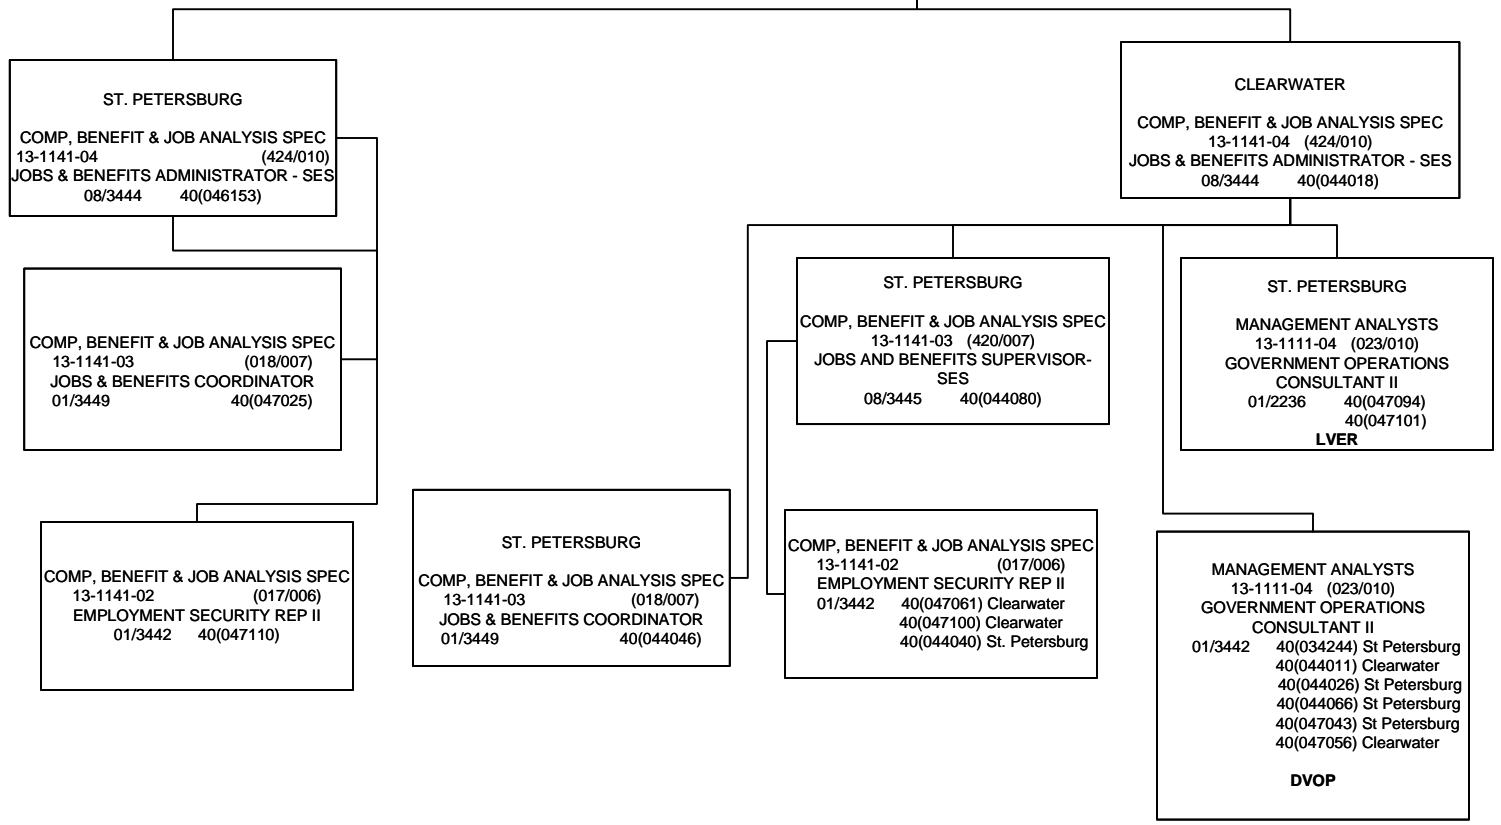 ST. PETERSBURG
COMP, BENEFIT & JOB ANALYSIS SPEC
13-1141-04 (424/010)
JOBS & BENEFITS ADMINISTRATOR - SES
08/3444 40(046153)
CLEARWATER
COMP, BENEFIT & JOB ANALYSIS SPEC
13-1141-04 (424/010)
JOBS & BENEFITS ADMINISTRATOR - SES
08/3444 40(044018)
COMP, BENEFIT & JOB ANALYSIS SPEC
13-1141-03 (018/007)
JOBS & BENEFITS COORDINATOR
01/3449 40(047025)
ST. PETERSBURG
COMP, BENEFIT & JOB ANALYSIS SPEC
13-1141-03 (420/007)
JOBS AND BENEFITS SUPERVISOR-
SES
08/3445 40(044080)
ST. PETERSBURG
MANAGEMENT ANALYSTS
13-1111-04 (023/010)
GOVERNMENT OPERATIONS
CONSULTANT II
01/2236 40(047094)
40(047101)
LVER
COMP, BENEFIT & JOB ANALYSIS SPEC
13-1141-02 (017/006)
EMPLOYMENT SECURITY REP II
01/3442 40(047110)
ST. PETERSBURG
COMP, BENEFIT & JOB ANALYSIS SPEC
13-1141-03 (018/007)
JOBS & BENEFITS COORDINATOR
01/3449 40(044046)
COMP, BENEFIT & JOB ANALYSIS SPEC
13-1141-02 (017/006)
EMPLOYMENT SECURITY REP II
01/3442 40(047061) Clearwater
40(047100) Clearwater
40(044040) St. Petersburg
MANAGEMENT ANALYSTS
13-1111-04 (023/010)
GOVERNMENT OPERATIONS
CONSULTANT II
01/3442 40(034244) St Petersburg
40(044011) Clearwater
40(044026) St Petersburg
40(044066) St Petersburg
40(047043) St Petersburg
40(047056) Clearwater
DVOP